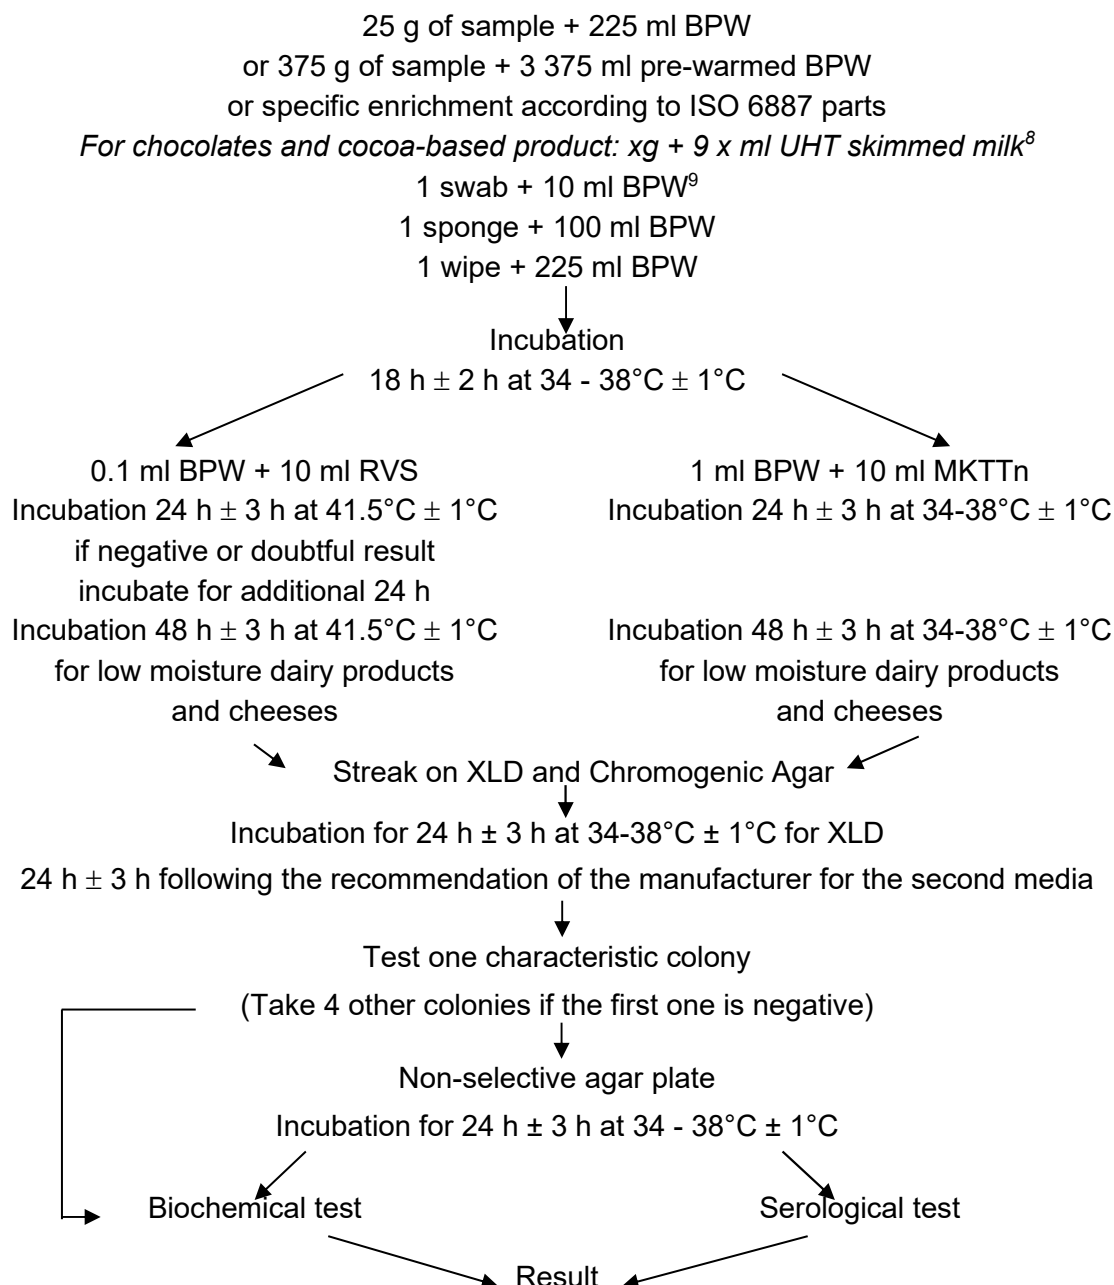 25 g of sample + 225 ml BPW
or 375 g of sample + 3 375 ml pre-warmed BPW
or specific enrichment according to ISO 6887 parts
For chocolates and cocoa-based product: xg + 9 x ml UHT skimmed milk⁸
1 swab + 10 ml BPW⁹
1 sponge + 100 ml BPW
1 wipe + 225 ml BPW
Incubation
18 h ± 2 h at 34 - 38°C ± 1°C
0.1 ml BPW + 10 ml RVS
Incubation 24 h ± 3 h at 41.5°C ± 1°C
if negative or doubtful result
incubate for additional 24 h
Incubation 48 h ± 3 h at 41.5°C ± 1°C
for low moisture dairy products
and cheeses
1 ml BPW + 10 ml MKTTn
Incubation 24 h ± 3 h at 34-38°C ± 1°C
Incubation 48 h ± 3 h at 34-38°C ± 1°C
for low moisture dairy products
and cheeses
Streak on XLD and Chromogenic Agar
Incubation for 24 h ± 3 h at 34-38°C ± 1°C for XLD
24 h ± 3 h following the recommendation of the manufacturer for the second media
Test one characteristic colony
(Take 4 other colonies if the first one is negative)
Non-selective agar plate
Incubation for 24 h ± 3 h at 34 - 38°C ± 1°C
Biochemical test
Serological test
Result